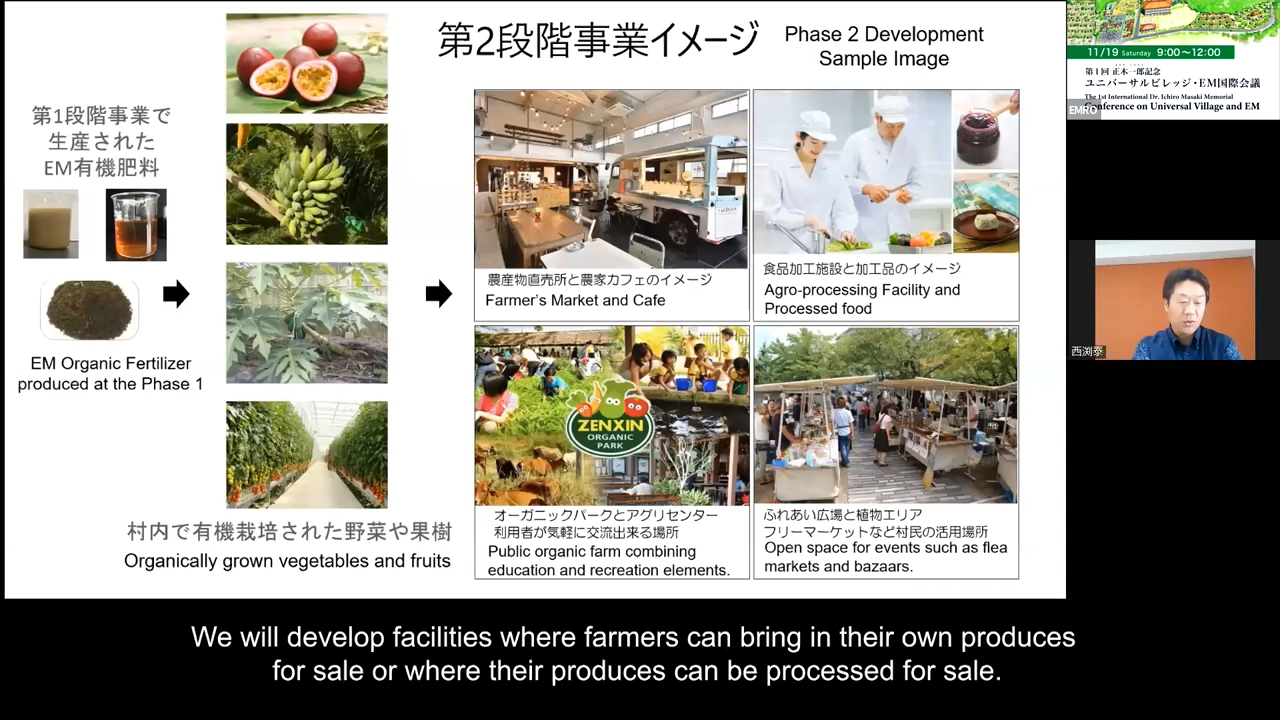 第2段階事業イメージ
Phase 2 Development
Sample Image
第1段階事業で
生産された
EM有機肥料
EM Organic Fertilizer
produced at the Phase 1
村内で有機栽培された野菜や果樹
Organically grown vegetables and fruits
農産物直売所と農家カフェのイメージ
Farmer's Market and Cafe
食品加工施設と加工品のイメージ
Agro-processing Facility and
Processed food
ZENXIN
ORGANIC
PARK
オーガニックパークとアグリセンター
利用者が気軽に交流出来る場所
Public organic farm combining
education and recreation elements.
ふれあい広場と植物エリア
フリーマーケットなど村民の活用場所
Open space for events such as flea
markets and bazaars.
11/19 Saturday 9:00～12:00
第1回 正木一郎記念
ユニバーサルビレッジ・EM国際会議
The 1st International Dr. Ichiro Masaki Memorial
Conference on Universal Village and EM
EMRO
西渕泰
We will develop facilities where farmers can bring in their own produces
for sale or where their produces can be processed for sale.